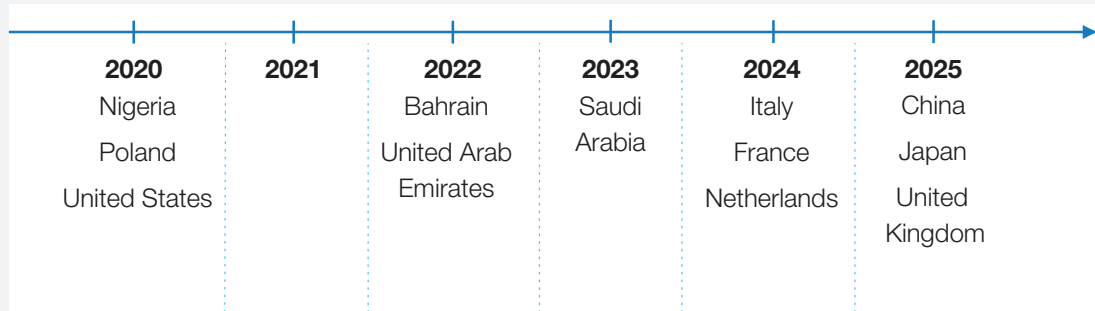 2020
Nigeria
Poland
United States
2021
2022
Bahrain
United Arab
Emirates
2023
Saudi
Arabia
2024
Italy
France
Netherlands
2025
China
Japan
United
Kingdom